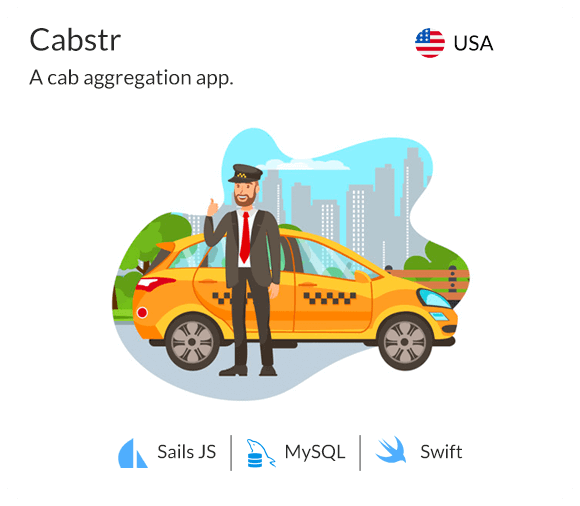 Cabstr
USA
A cab aggregation app.
Sails JS
MySQL
Swift